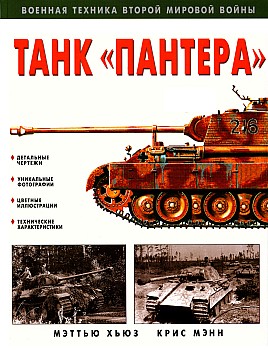 ВОЕННАЯ ТЕХНИКА ВТОРОЙ МИРОВОЙ ВОЙНЫ
ТАНК «ПАНТЕРА»
216
ДЕТАЛЬНЫЕ
ЧЕРТЕЖИ
УНИКАЛЬНЫЕ
ФОТОГРАФИИ
ЦВЕТНЫЕ
ИЛЛЮСТРАЦИИ
ТЕХНИЧЕСКИЕ
ХАРАКТЕРИСТИКИ
МЭТТЬЮ ХЬЮЗ КРИС МЭНН